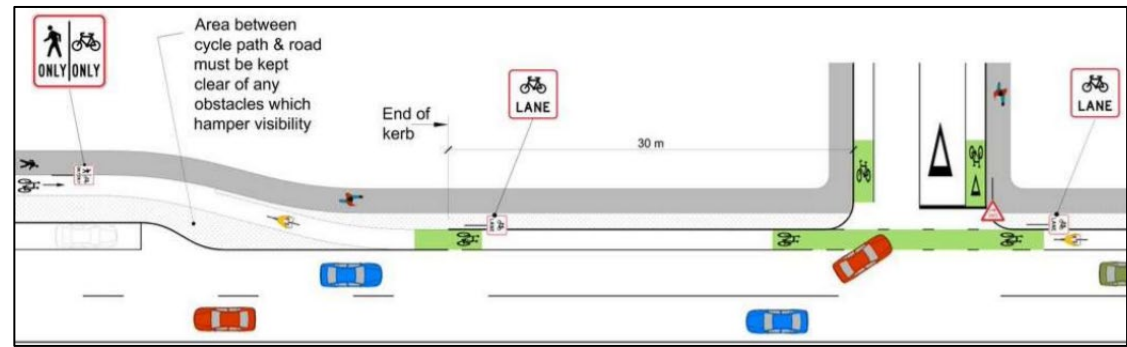 ONLY ONLY
Area between
cycle path & road
must be kept
clear of any
obstacles which
hamper visibility
End of
kerb
LANE
30 m
LANE